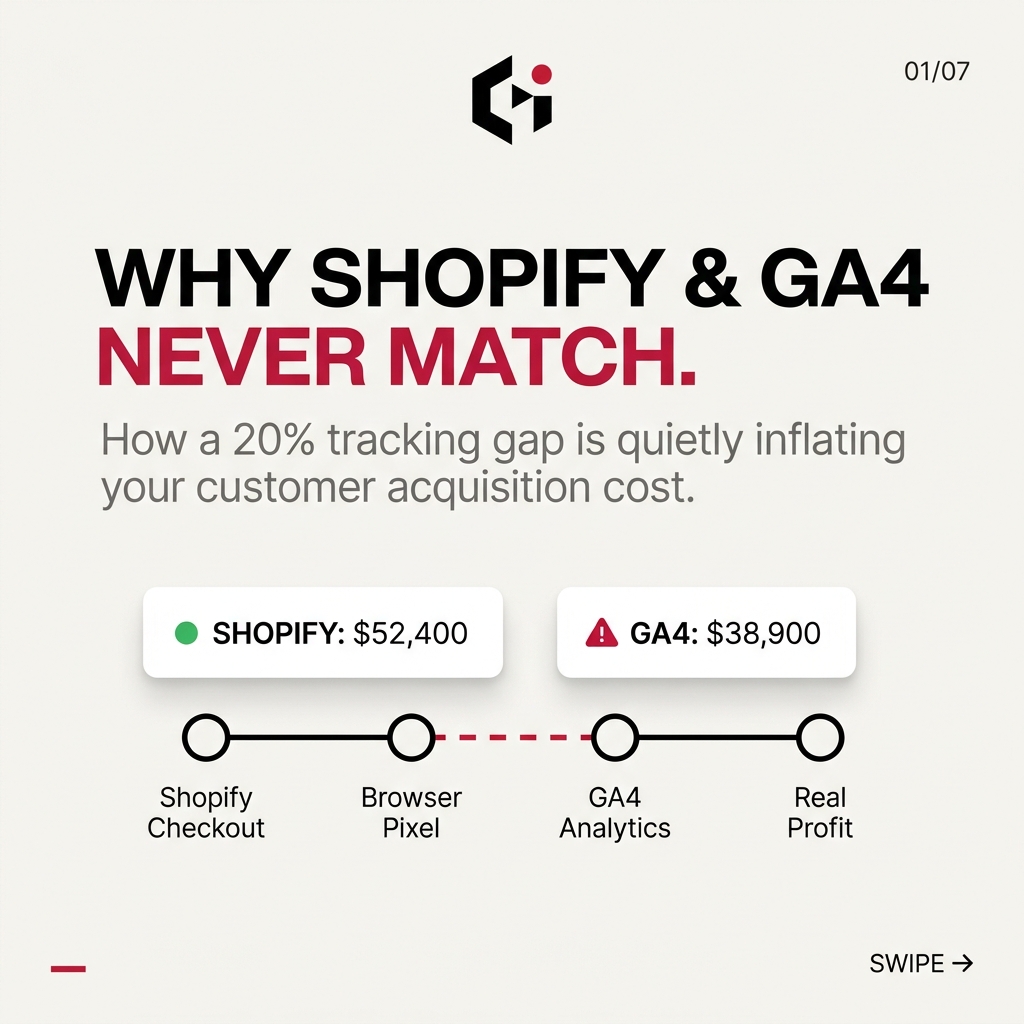 01/07
WHY SHOPIFY & GA4
NEVER MATCH.
How a 20% tracking gap is quietly inflating
your customer acquisition cost.
SHOPIFY: $52,400
GA4: $38,900
Shopify
Checkout
Browser
Pixel
GA4
Analytics
Real
Profit
SWIPE →